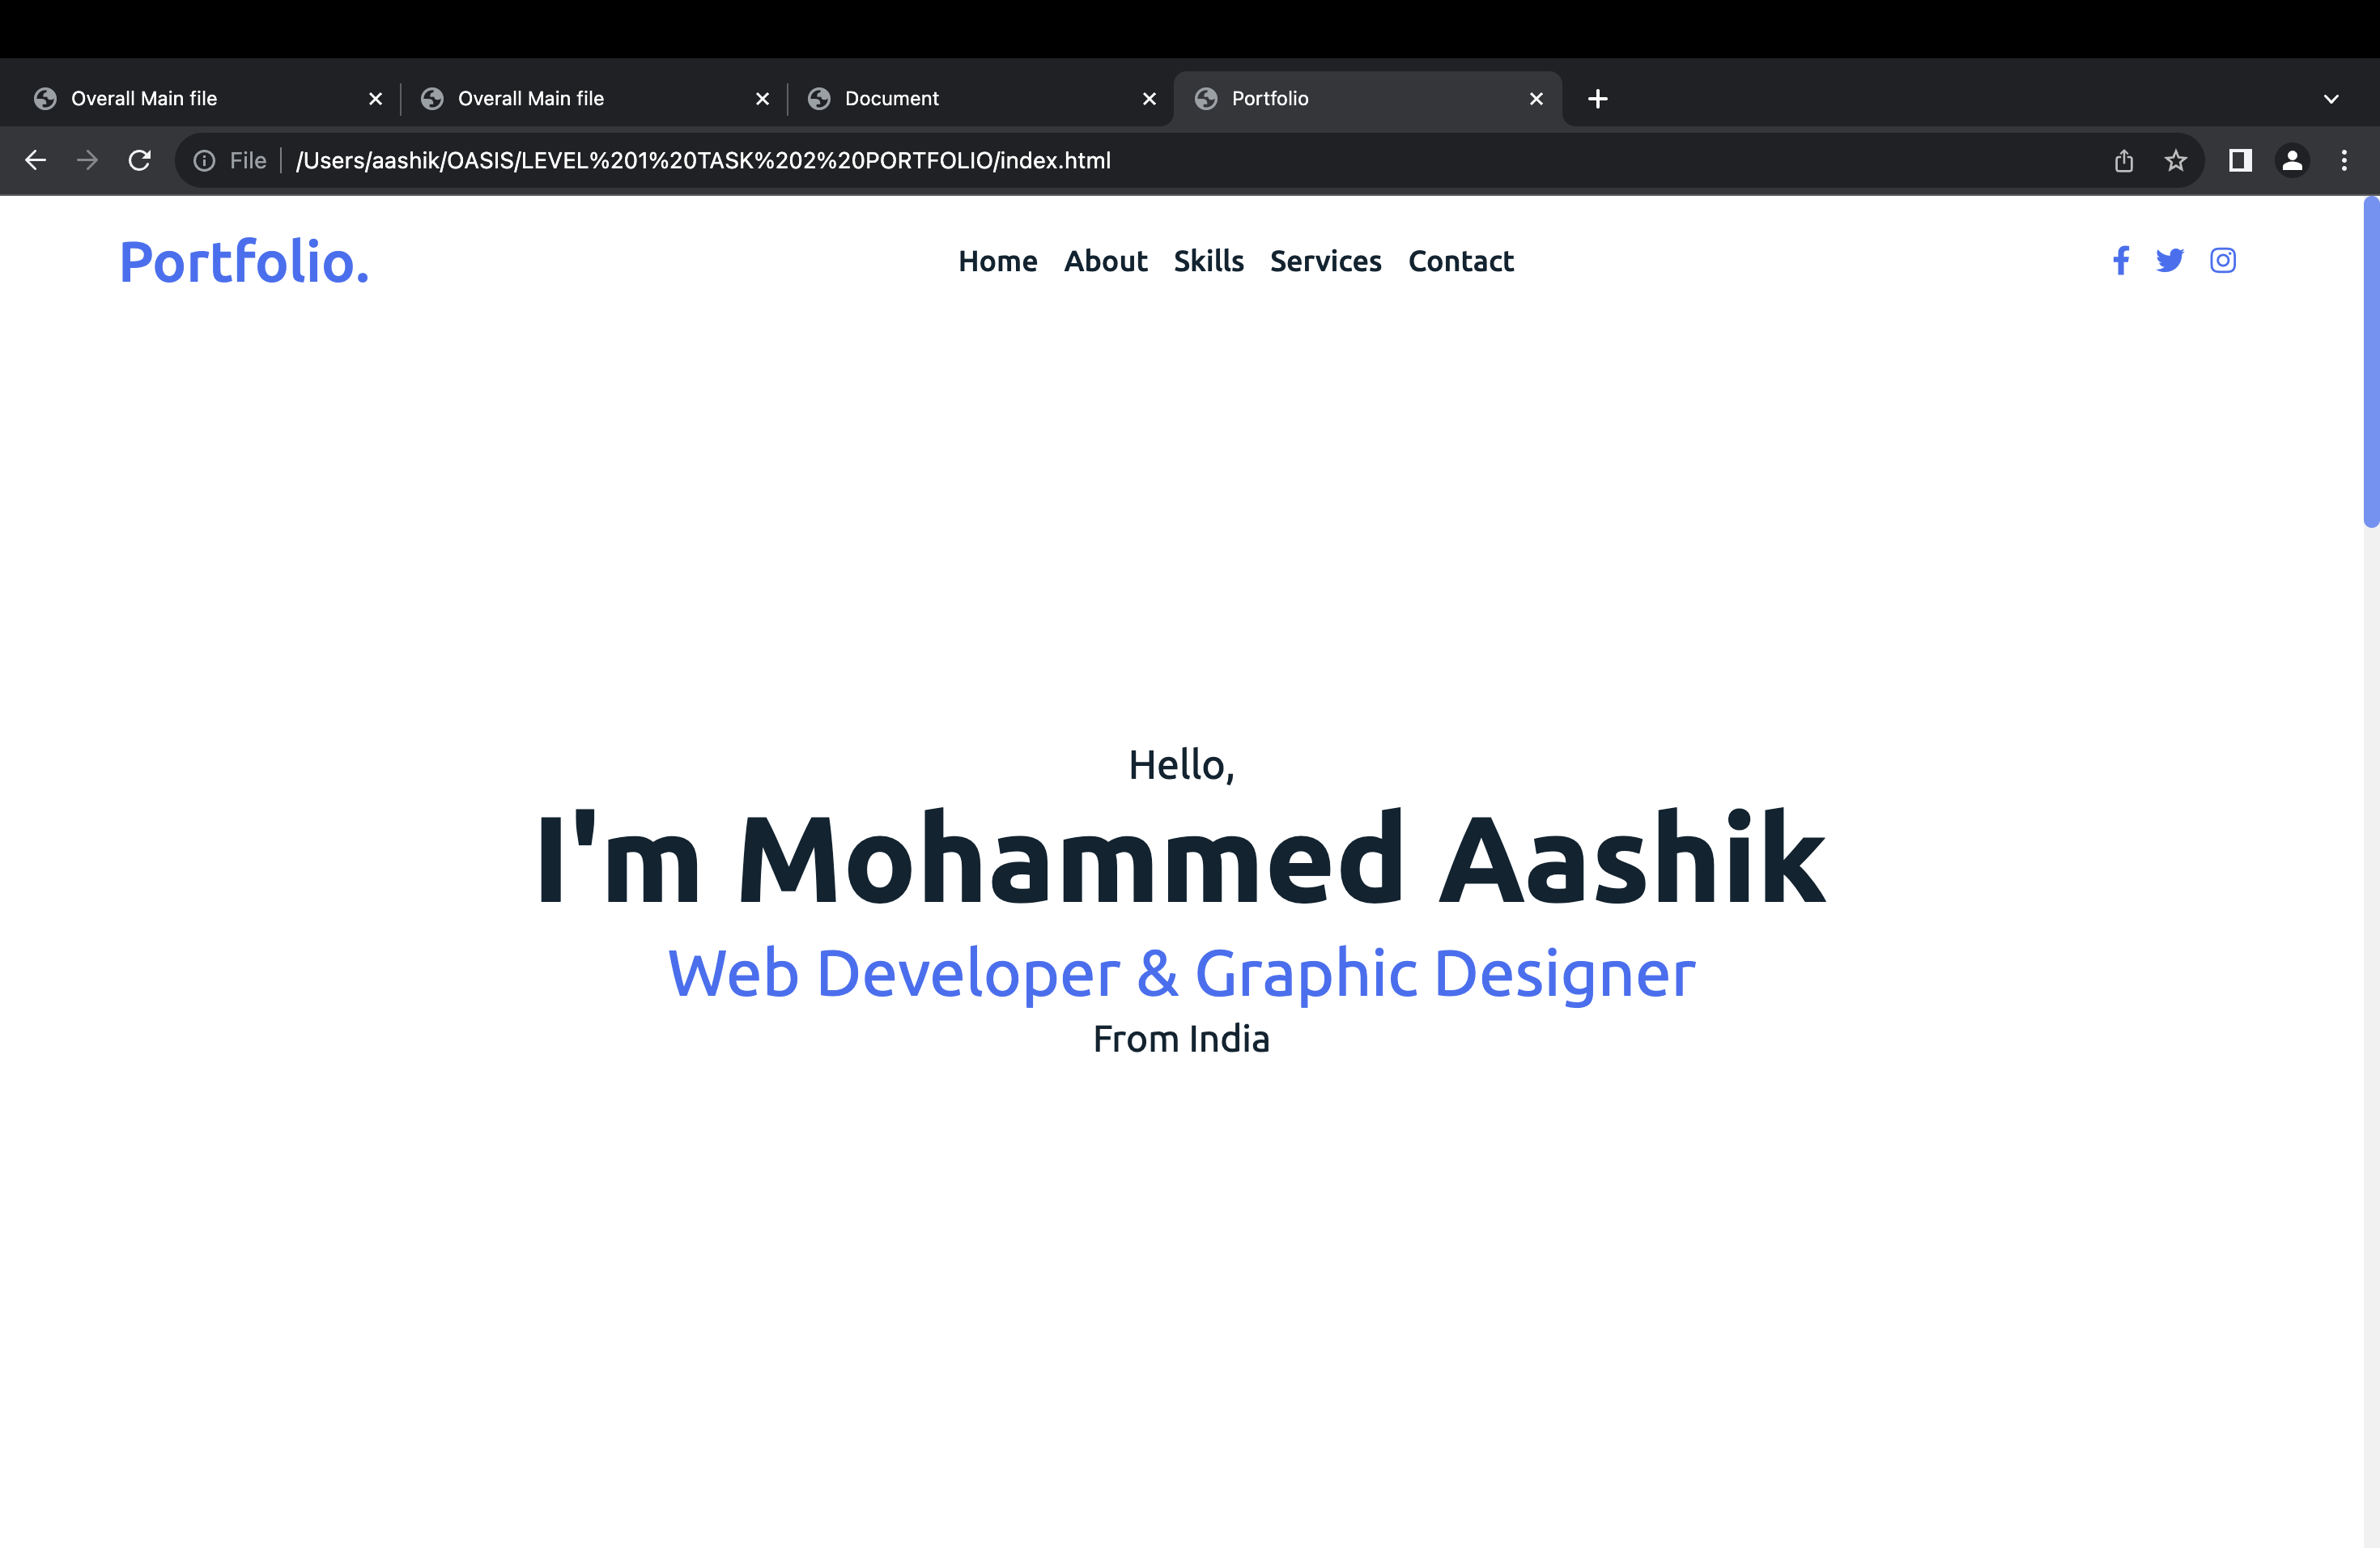 Overall Main file Overall Main file Document Portfolio
File /Users/aashik/OASIS/LEVEL%201%20TASK%202%20PORTFOLIO/index.html
Portfolio. Home About Skills Services Contact
Hello,
I'm Mohammed Aashik
Web Developer & Graphic Designer
From India